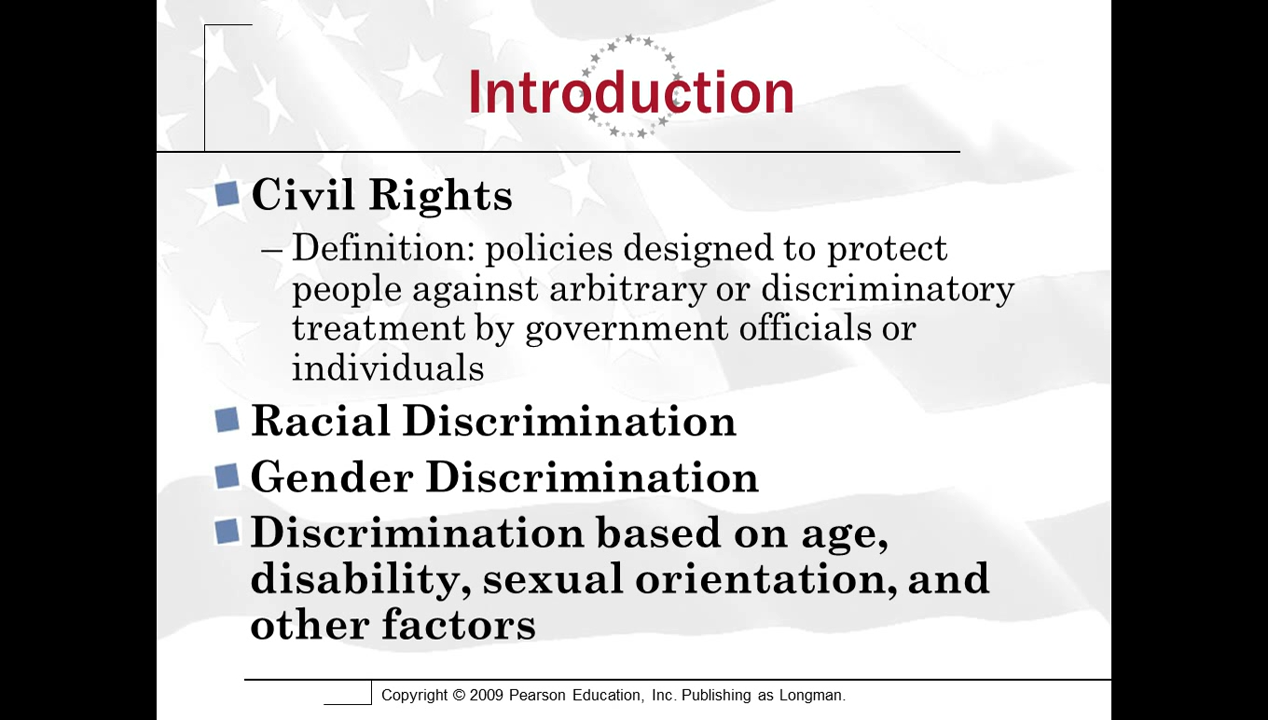 Introduction
Civil Rights
– Definition: policies designed to protect
people against arbitrary or discriminatory
treatment by government officials or
individuals
Racial Discrimination
Gender Discrimination
Discrimination based on age,
disability, sexual orientation, and
other factors
Copyright © 2009 Pearson Education, Inc. Publishing as Longman.